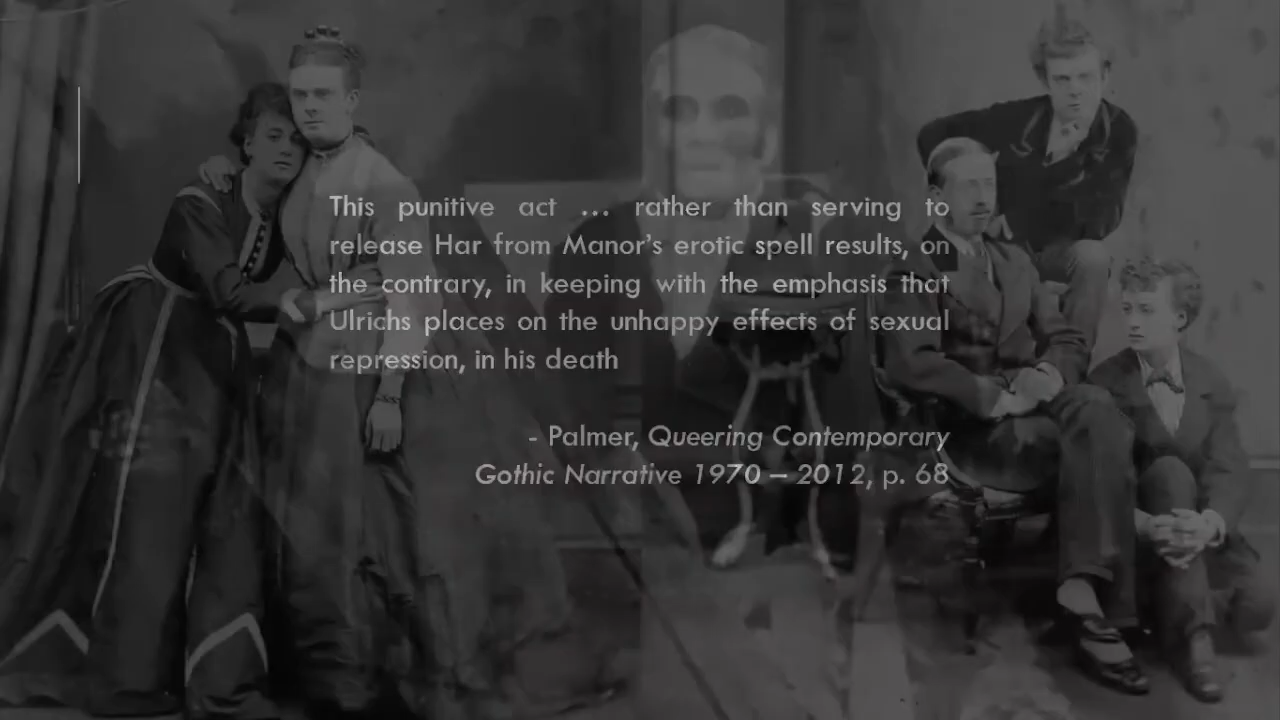 This punitive act … rather than serving to
release Har from Manor’s erotic spell results, on
the contrary, in keeping with the emphasis that
Ulrichs places on the unhappy effects of sexual
repression, in his death
- Palmer, Queering Contemporary
Gothic Narrative 1970 – 2012, p. 68